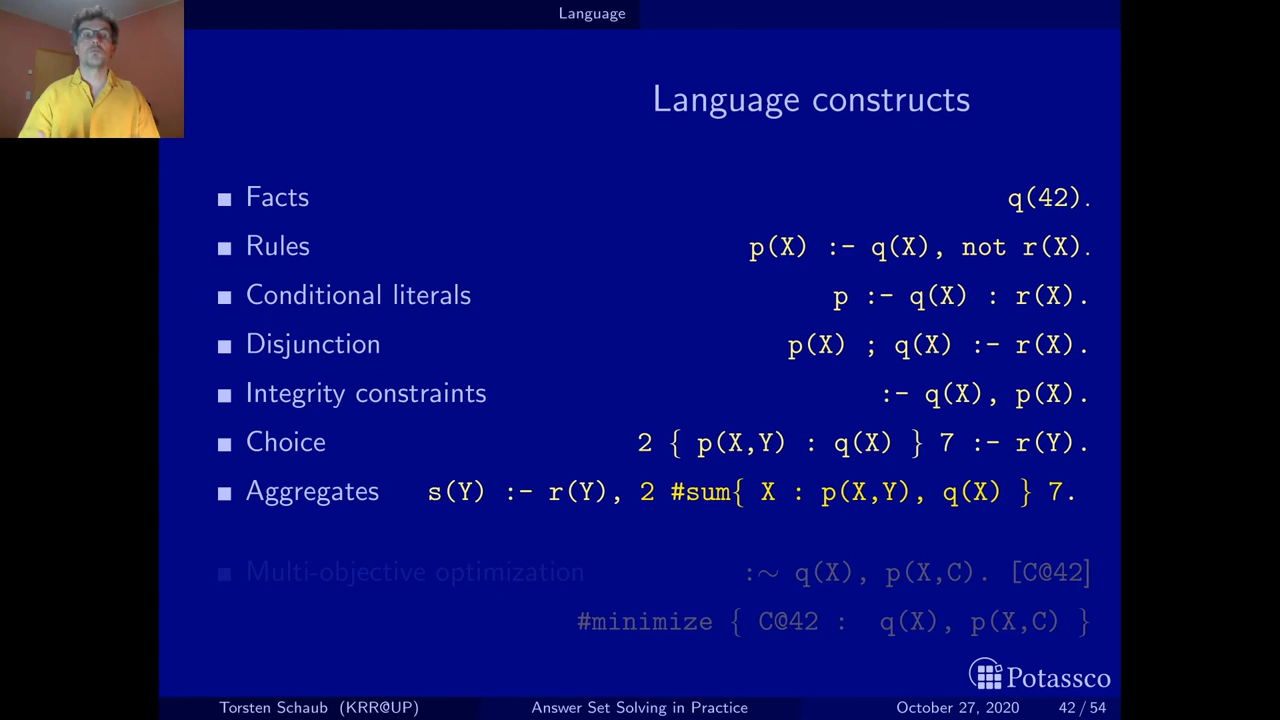 Language
Language constructs
Facts q(42).
Rules p(X) :- q(X), not r(X).
Conditional literals p :- q(X) : r(X).
Disjunction p(X) ; q(X) :- r(X).
Integrity constraints :- q(X), p(X).
Choice 2 { p(X,Y) : q(X) } 7 :- r(Y).
Aggregates s(Y) :- r(Y), 2 #sum{ X : p(X,Y), q(X) } 7.
Multi-objective optimization :~ q(X), p(X,C). [C@42]
#minimize { C@42 : q(X), p(X,C) }
Potassco
Torsten Schaub (KRR@UP) Answer Set Solving in Practice October 27, 2020 42 / 54